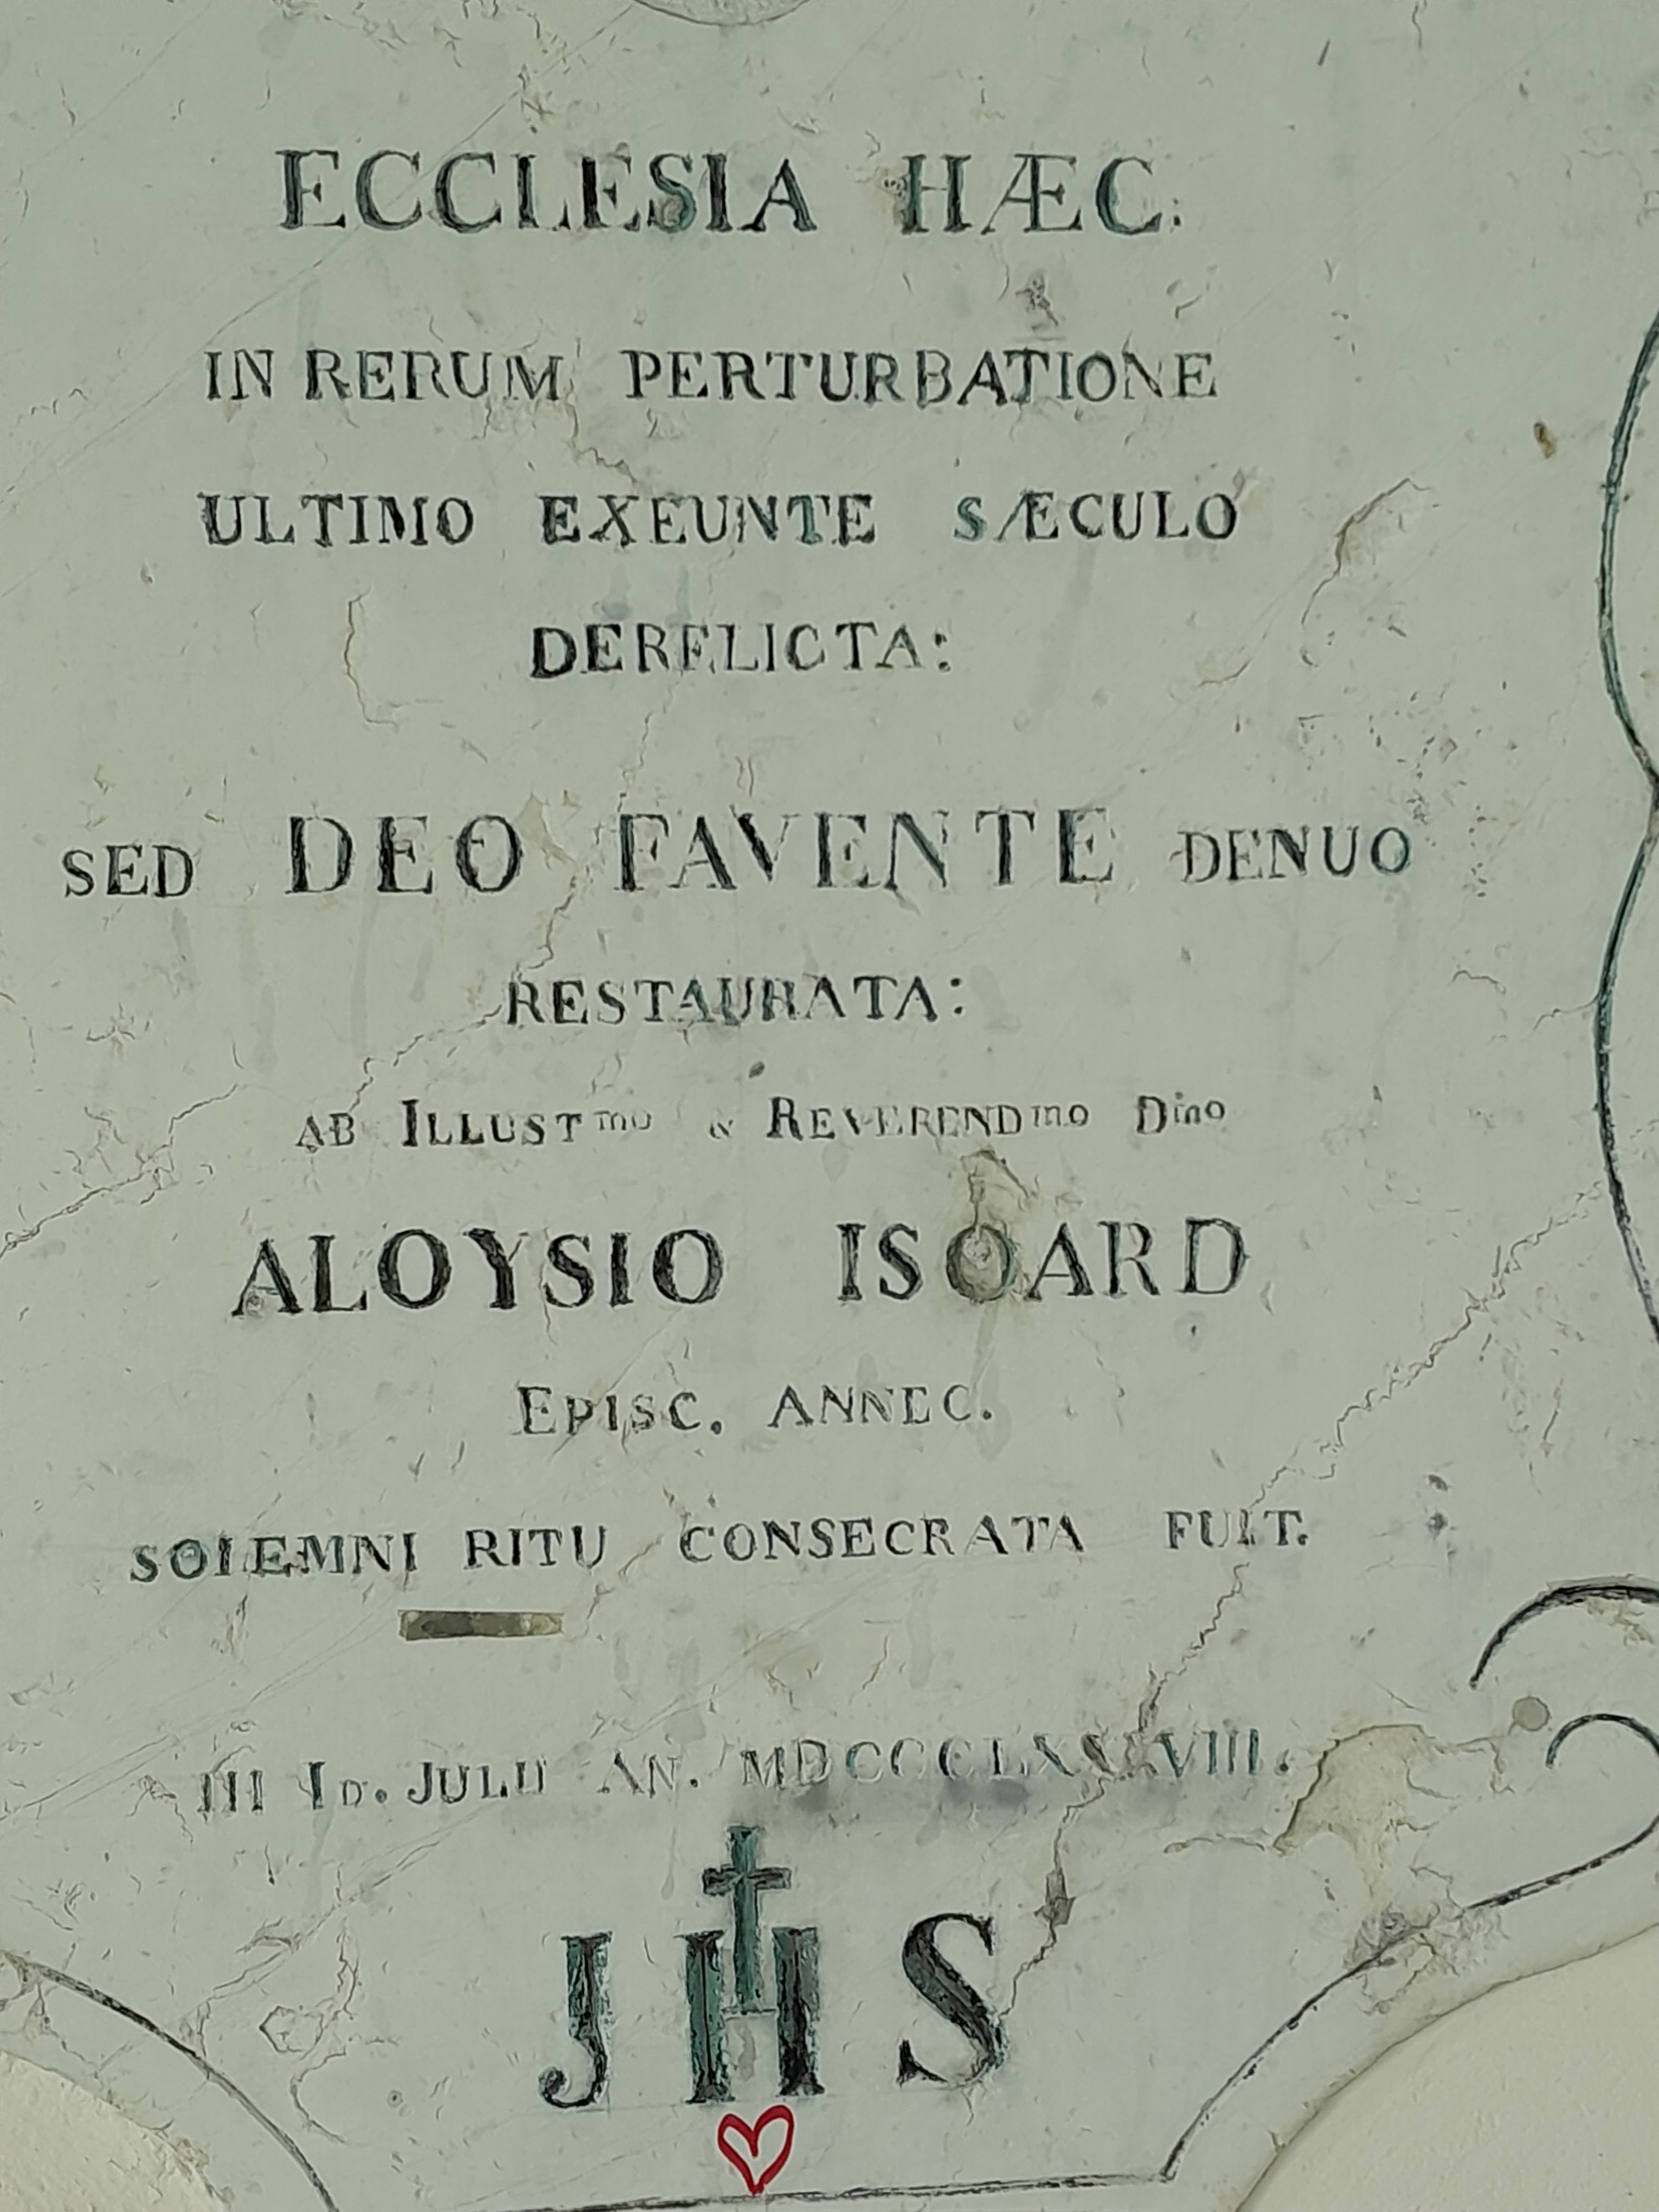 ECCLESIA HÆC:
IN RERUM PERTURBATIONE
ULTIMO EXEUNTE SÆCULO
DERELICTA:
SED DEO FAVENTE DENUO
RESTAURATA:
AB ILLUSTmo & REVERENDmo Dino
ALOYSIO ISOARD
EPISC. ANNEC.
SOLEMNI RITU CONSECRATA FUIT.
III ID. JULII AN.
JHS